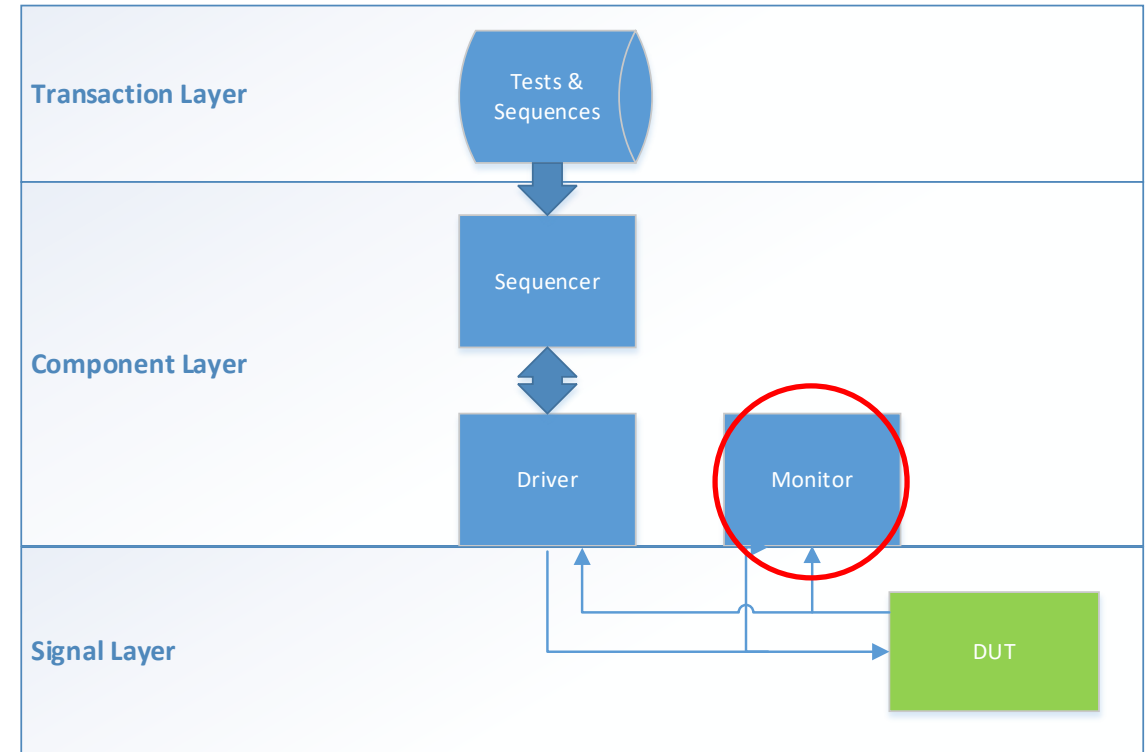 Transaction Layer
Tests &
Sequences
Sequencer
Component Layer
Driver
Monitor
Signal Layer
DUT